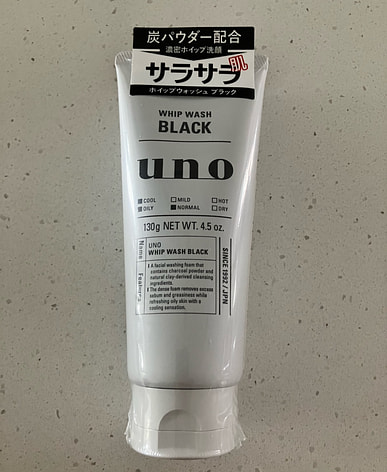 炭パウダー配合
濃密ホイップ洗顔
サラサラ肌
ホイップウォッシュ ブラック
WHIP WASH
BLACK
uno
COOL MILD HOT
OILY NORMAL DRY
130g NET WT. 4.5 oz.
Name
UNO
WHIP WASH BLACK
Feature
A facial washing foam that
contains charcoal powder and
natural clay-derived cleansing
ingredients.
The dense foam removes excess
sebum and greasiness while
refreshing oily skin with a
cooling sensation.
SINCE 1992 JPN